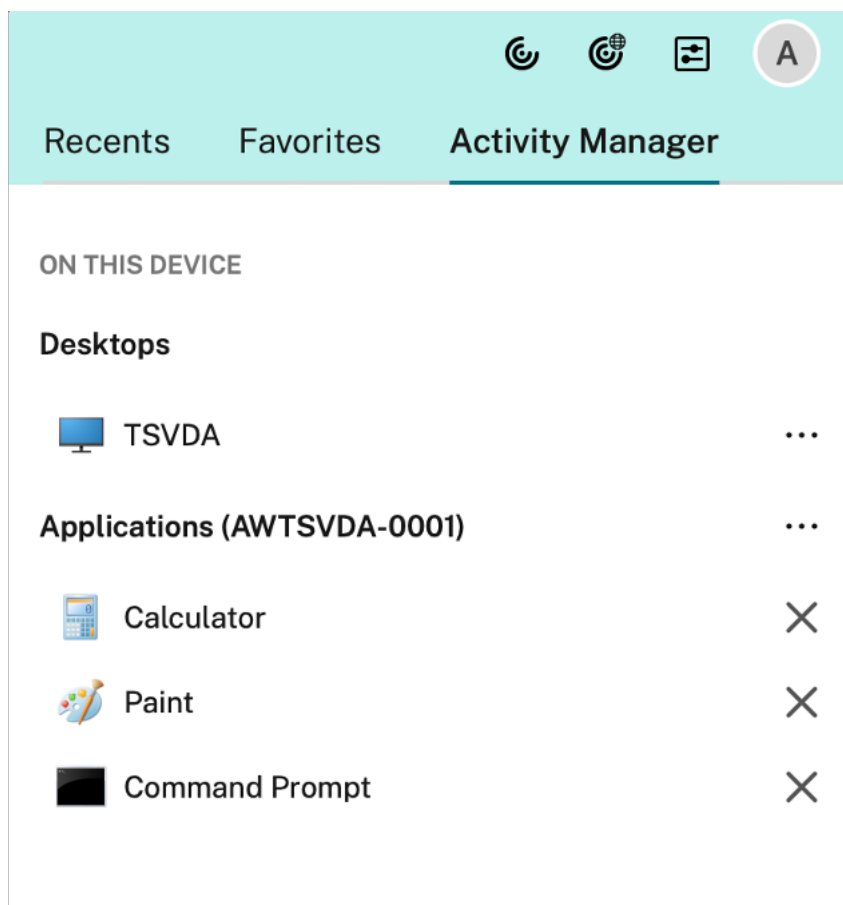 A
Recents Favorites Activity Manager
ON THIS DEVICE
Desktops
TSVDA ...
Applications (AWTSVDA-0001) ...
Calculator
Paint
Command Prompt